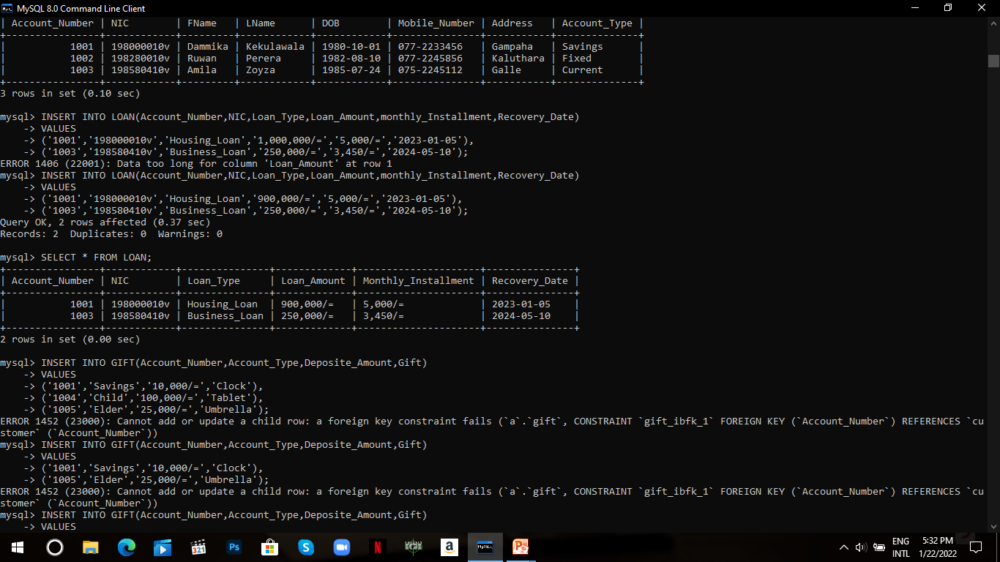 MySQL 8.0 Command Line Client
| Account_Number | NIC        | FName   | LName      | DOB        | Mobile_Number | Address   | Account_Type |
+----------------+------------+---------+------------+------------+---------------+-----------+--------------+
|           1001 | 198000010v | Dammika | Kekulawala | 1980-10-01 | 077-2233456   | Gampaha   | Savings      |
|           1002 | 198280010v | Ruwan   | Perera     | 1982-08-10 | 077-2245856   | Kaluthara | Fixed        |
|           1003 | 198580410v | Amila   | Zoyza      | 1985-07-24 | 075-2245112   | Galle     | Current      |
+----------------+------------+---------+------------+------------+---------------+-----------+--------------+
3 rows in set (0.10 sec)
mysql> INSERT INTO LOAN(Account_Number,NIC,Loan_Type,Loan_Amount,monthly_Installment,Recovery_Date)
    -> VALUES
    -> ('1001','198000010v','Housing_Loan','1,000,000/=','5,000/=','2023-01-05'),
    -> ('1003','198580410v','Business_Loan','250,000/=','3,450/=','2024-05-10');
ERROR 1406 (22001): Data too long for column 'Loan_Amount' at row 1
mysql> INSERT INTO LOAN(Account_Number,NIC,Loan_Type,Loan_Amount,monthly_Installment,Recovery_Date)
    -> VALUES
    -> ('1001','198000010v','Housing_Loan','900,000/=','5,000/=','2023-01-05'),
    -> ('1003','198580410v','Business_Loan','250,000/=','3,450/=','2024-05-10');
Query OK, 2 rows affected (0.37 sec)
Records: 2  Duplicates: 0  Warnings: 0
mysql> SELECT * FROM LOAN;
+----------------+------------+---------------+-------------+---------------------+---------------+
| Account_Number | NIC        | Loan_Type     | Loan_Amount | Monthly_Installment | Recovery_Date |
+----------------+------------+---------------+-------------+---------------------+---------------+
|           1001 | 198000010v | Housing_Loan  | 900,000/=   | 5,000/=             | 2023-01-05    |
|           1003 | 198580410v | Business_Loan | 250,000/=   | 3,450/=             | 2024-05-10    |
+----------------+------------+---------------+-------------+---------------------+---------------+
2 rows in set (0.00 sec)
mysql> INSERT INTO GIFT(Account_Number,Account_Type,Deposite_Amount,Gift)
    -> VALUES
    -> ('1001','Savings','10,000/=','Clock'),
    -> ('1004','Child','100,000/=','Tablet'),
    -> ('1005','Elder','25,000/=','Umbrella');
ERROR 1452 (23000): Cannot add or update a child row: a foreign key constraint fails (`a`.`gift`, CONSTRAINT `gift_ibfk_1` FOREIGN KEY (`Account_Number`) REFERENCES `cu
stomer` (`Account_Number`))
mysql> INSERT INTO GIFT(Account_Number,Account_Type,Deposite_Amount,Gift)
    -> VALUES
    -> ('1001','Savings','10,000/=','Clock'),
    -> ('1005','Elder','25,000/=','Umbrella');
ERROR 1452 (23000): Cannot add or update a child row: a foreign key constraint fails (`a`.`gift`, CONSTRAINT `gift_ibfk_1` FOREIGN KEY (`Account_Number`) REFERENCES `cu
stomer` (`Account_Number`))
mysql> INSERT INTO GIFT(Account_Number,Account_Type,Deposite_Amount,Gift)
    -> VALUES
321 Ps S N a MySQL P ENG 5:32 PM
INTL 1/22/2022